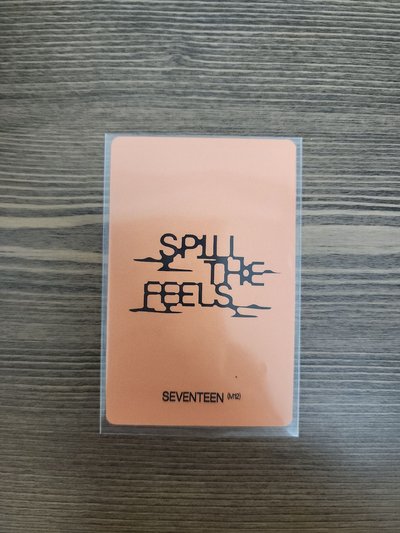 SPILL
THE
FEELS
SEVENTEEN (M12)